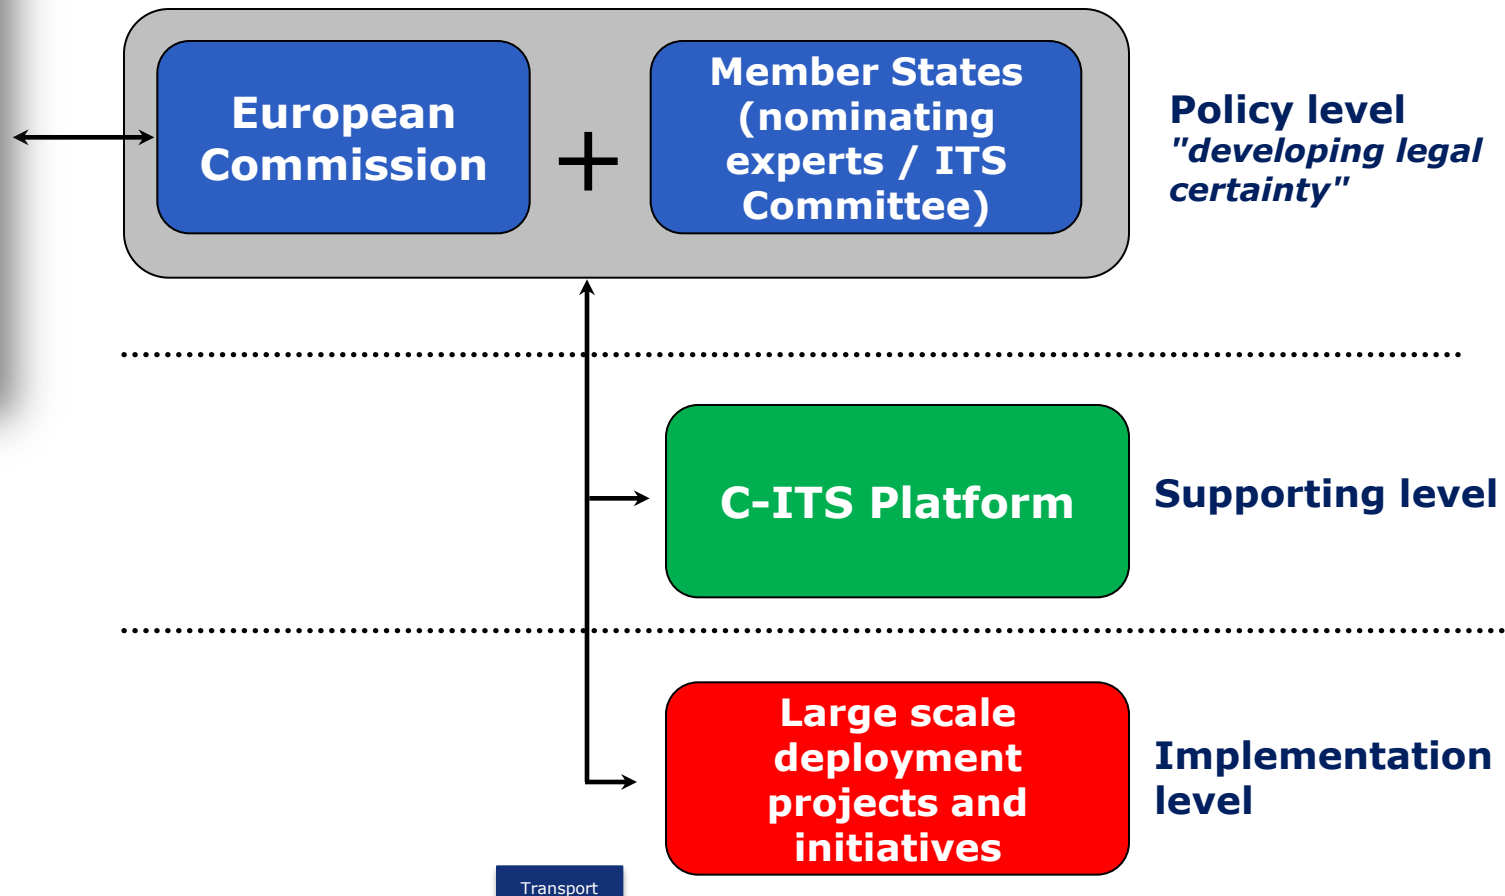 European
Commission
+
Member States
(nominating
experts / ITS
Committee)
Policy level
"developing legal
certainty"
C-ITS Platform
Supporting level
Large scale
deployment
projects and
initiatives
Implementation
level
Transport